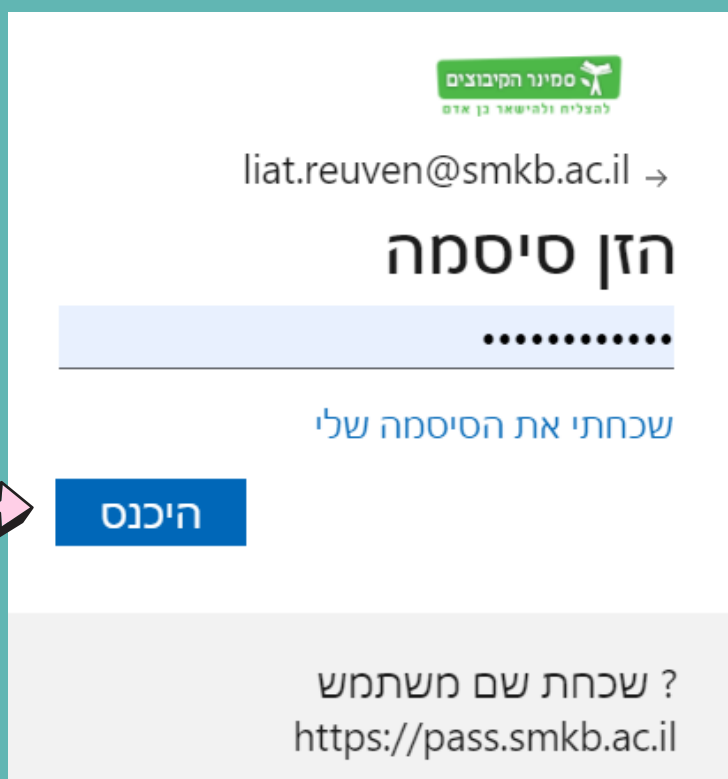 סמינר הקיבוצים
להצליח ולהישאר בן אדם
liat.reuven@smkb.ac.il →
הזן סיסמה
••••••••••••
שכחתי את הסיסמה שלי
היכנס
שכחת שם משתמש ?
https://pass.smkb.ac.il